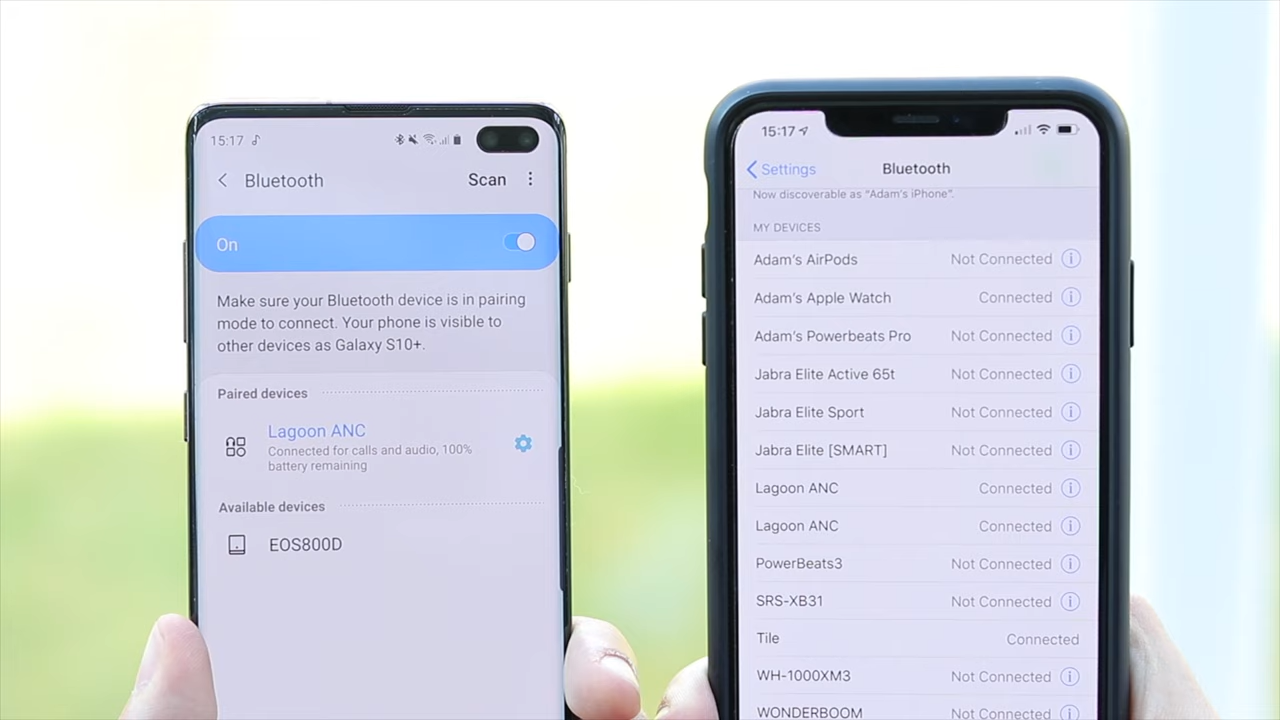 15:17
Bluetooth
Scan
On
Make sure your Bluetooth device is in pairing
mode to connect. Your phone is visible to
other devices as Galaxy S10+.
Paired devices
Lagoon ANC
Connected for calls and audio, 100%
battery remaining
Available devices
EOS800D
15:17
Settings
Bluetooth
Now discoverable as “Adam’s iPhone”.
MY DEVICES
Adam’s AirPods Not Connected
Adam’s Apple Watch Connected
Adam’s Powerbeats Pro Not Connected
Jabra Elite Active 65t Not Connected
Jabra Elite Sport Not Connected
Jabra Elite [SMART] Not Connected
Lagoon ANC Connected
Lagoon ANC Connected
PowerBeats3 Not Connected
SRS-XB31 Not Connected
Tile Connected
WH-1000XM3 Not Connected
WONDERBOOM Not Connected